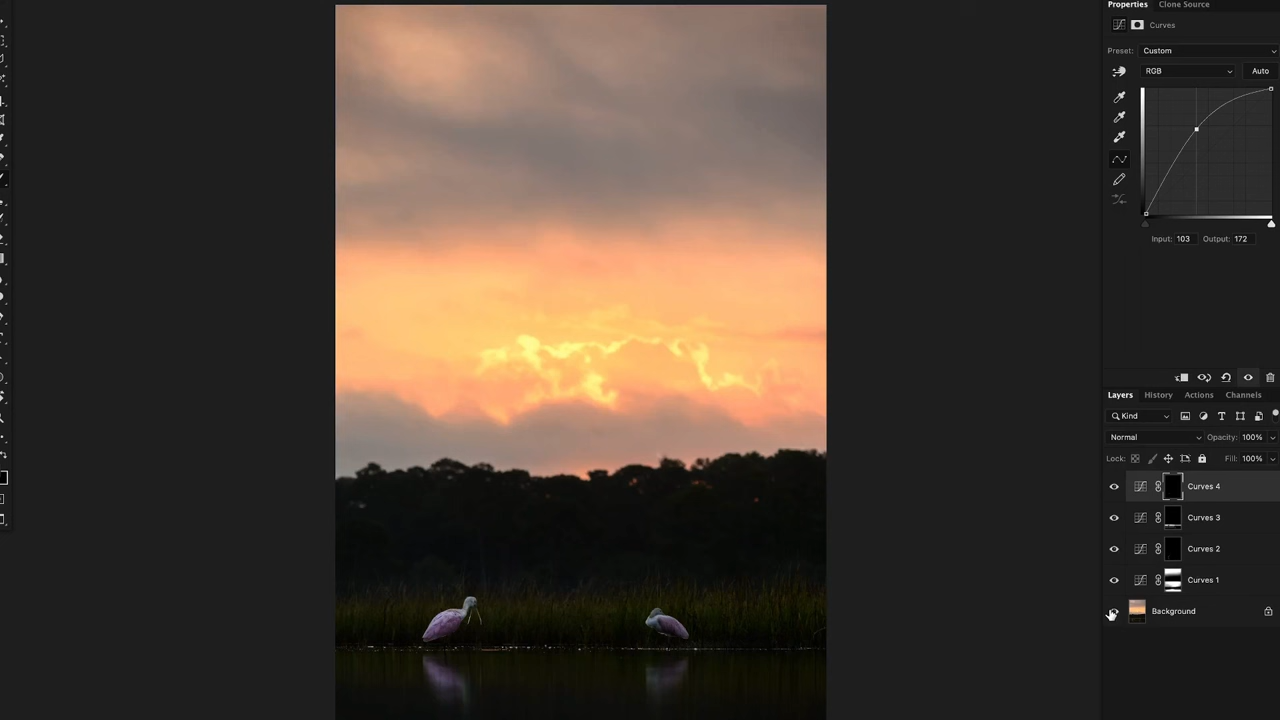 Properties Clone Source
Curves
Preset: Custom
RGB Auto
Input: 103 Output: 172
Layers History Actions Channels
Kind
Normal Opacity: 100%
Lock: Fill: 100%
Curves 4
Curves 3
Curves 2
Curves 1
Background